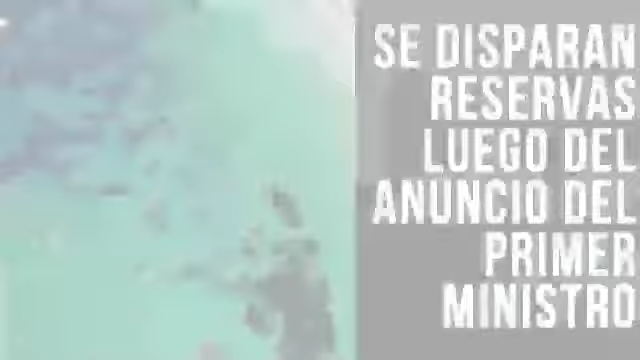 SE DISPARAN
RESERVAS
LUEGO DEL
ANUNCIO DEL
PRIMER
MINISTRO